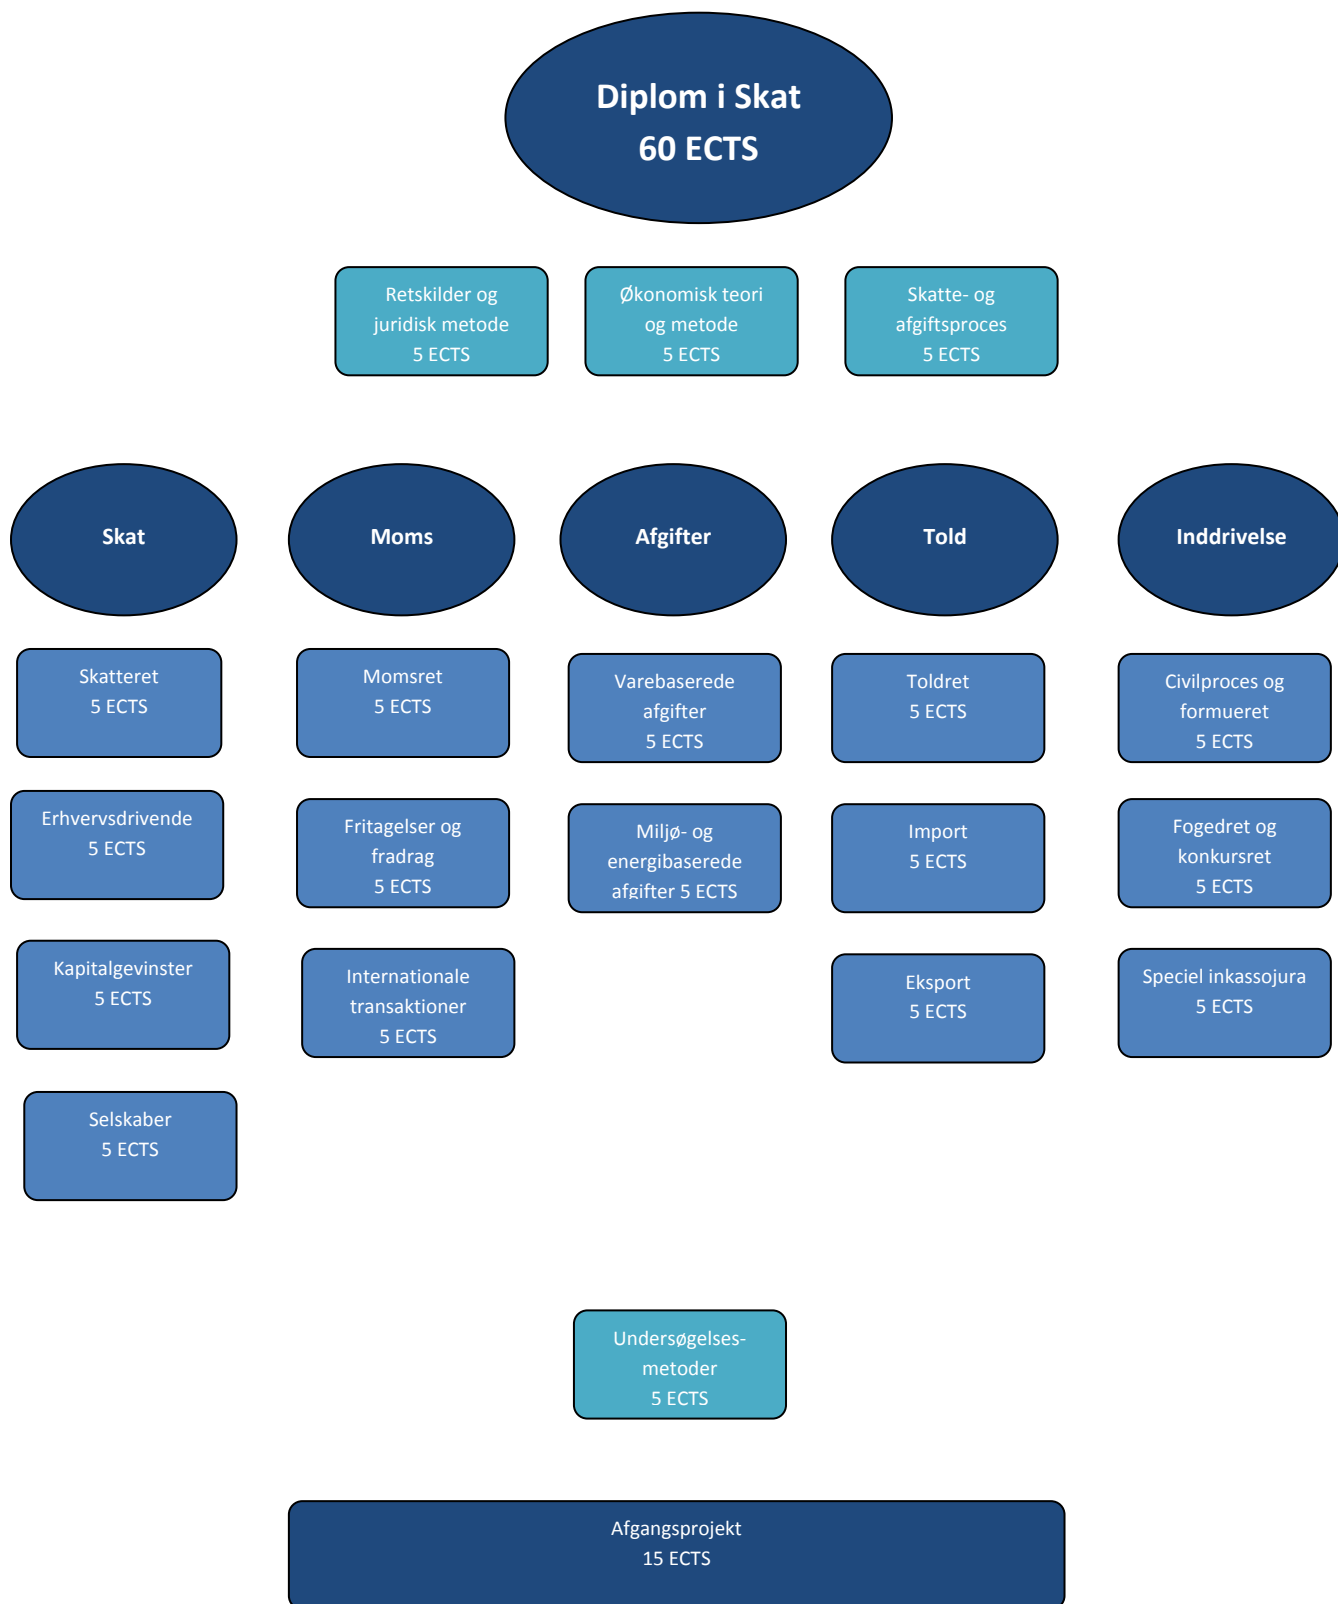 Diplom i Skat
60 ECTS
Retskilder og
juridisk metode
5 ECTS
Økonomisk teori
og metode
5 ECTS
Skatte- og
afgiftsproces
5 ECTS
Skat
Moms
Afgifter
Told
Inddrivelse
Skatteret
5 ECTS
Momsret
5 ECTS
Varebaserede
afgifter
5 ECTS
Toldret
5 ECTS
Civilproces og
formueret
5 ECTS
Erhvervsdrivende
5 ECTS
Fritagelser og
fradrag
5 ECTS
Miljø- og
energibaserede
afgifter 5 ECTS
Import
5 ECTS
Fogedret og
konkursret
5 ECTS
Kapitalgevinster
5 ECTS
Internationale
transaktioner
5 ECTS
Eksport
5 ECTS
Speciel inkassojura
5 ECTS
Selskaber
5 ECTS
Undersøgelses-
metoder
5 ECTS
Afgangsprojekt
15 ECTS